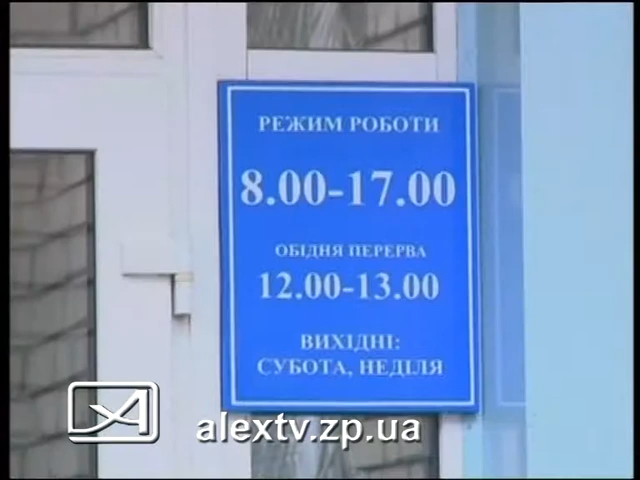 РЕЖИМ РОБОТИ
8.00-17.00
ОБІДНЯ ПЕРЕРВА
12.00-13.00
ВИХІДНІ:
СУБОТА, НЕДІЛЯ
alextv.zp.ua